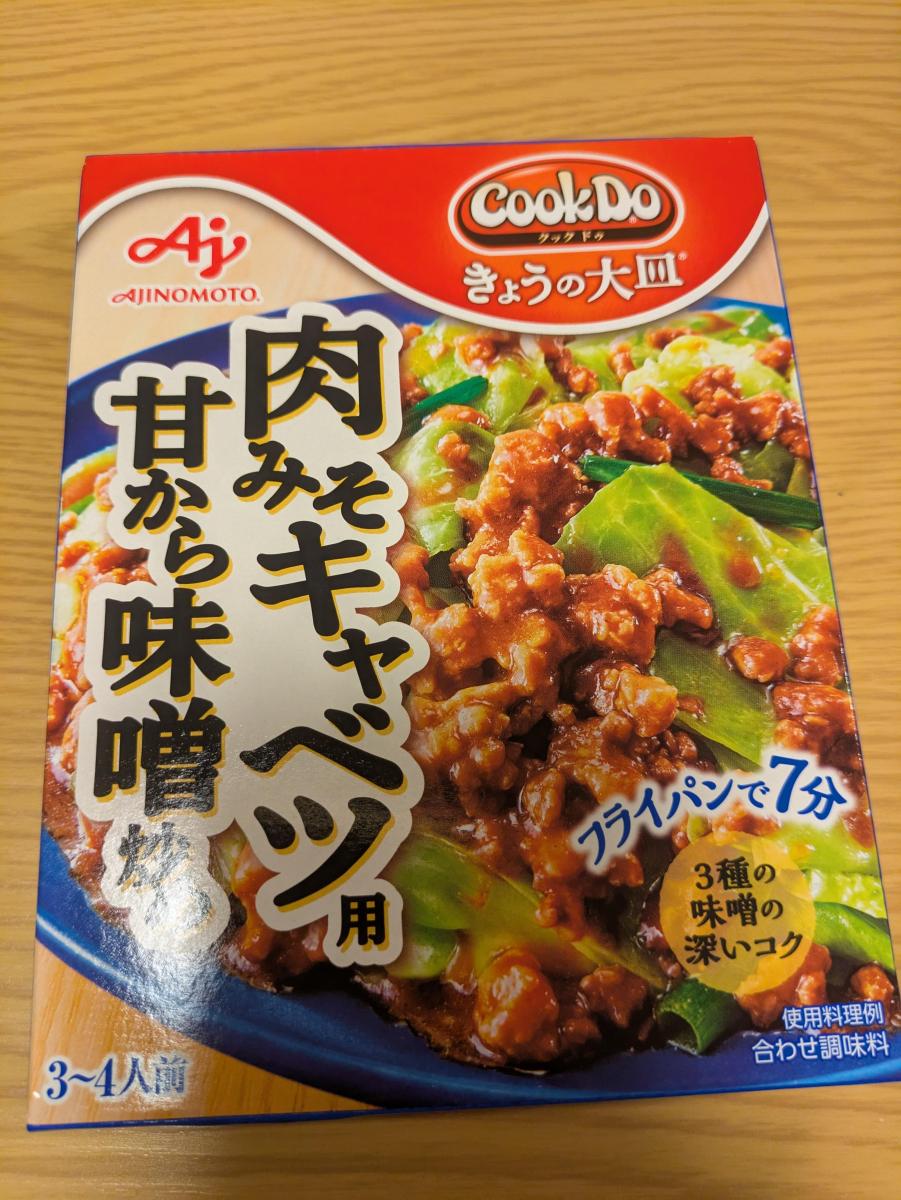 CookDo®
クックドゥ
きょうの大皿®
Aj
AJINOMOTO®
肉みそキャベツ用
甘から味噌炒め
フライパンで7分
3種の
味噌の
深いコク
使用料理例
合わせ調味料
3~4人前